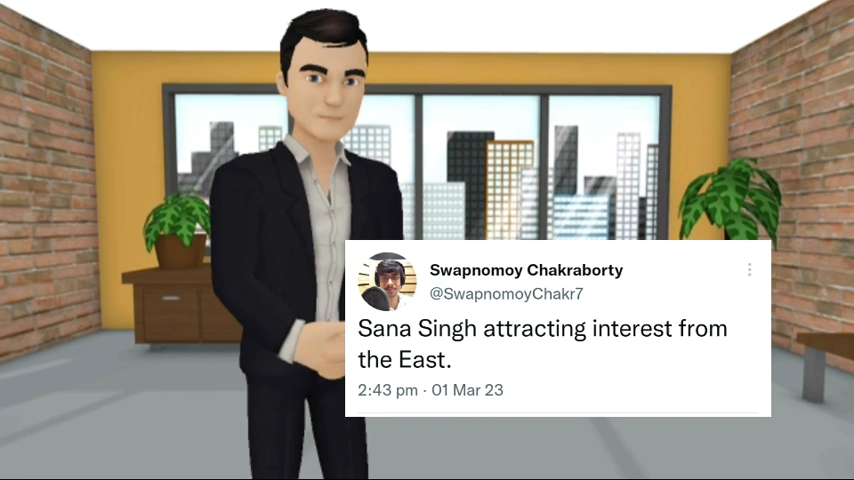 Swapnomoy Chakraborty
@SwapnomoyChakr7
Sana Singh attracting interest from
the East.
2:43 pm · 01 Mar 23